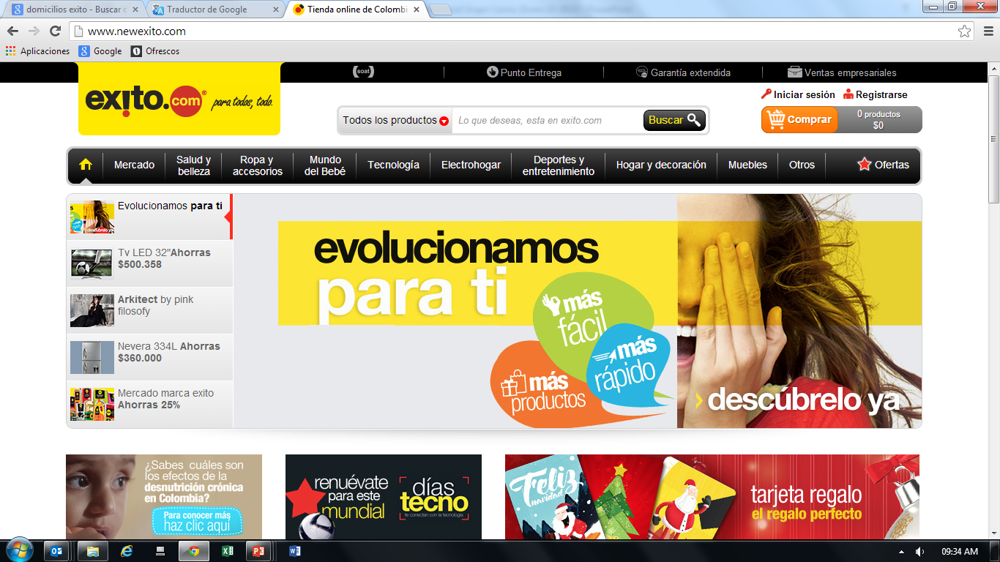 domicilios exito - Buscar c
Traductor de Google
Tienda online de Colombi
www.newexito.com
Aplicaciones
Google
Ofrescos
soat
Punto Entrega
Garantía extendida
Ventas empresariales
exito.com® para todos, todo.
Todos los productos
Lo que deseas, esta en exito.com
Buscar
Iniciar sesión
Registrarse
Comprar
0 productos
$0
Mercado
Salud y
belleza
Ropa y
accesorios
Mundo
del Bebé
Tecnología
Electrohogar
Deportes y
entretenimiento
Hogar y decoración
Muebles
Otros
Ofertas
Evolucionamos para ti
Tv LED 32"Ahorras
$500.358
Arkitect by pink
filosofy
Nevera 334L Ahorras
$360.000
Mercado marca exito
Ahorras 25%
evolucionamos
para ti
más
fácil
más
rápido
más
productos
descúbrelo ya
¿Sabes cuáles son
los efectos de la
desnutrición crónica
en Colombia?
Para conocer más
haz clic aquí
renuévate
para este
mundial
días
tecno
te conectan con la tecnología
Feliz
navidad
tarjeta regalo
el regalo perfecto
09:34 AM